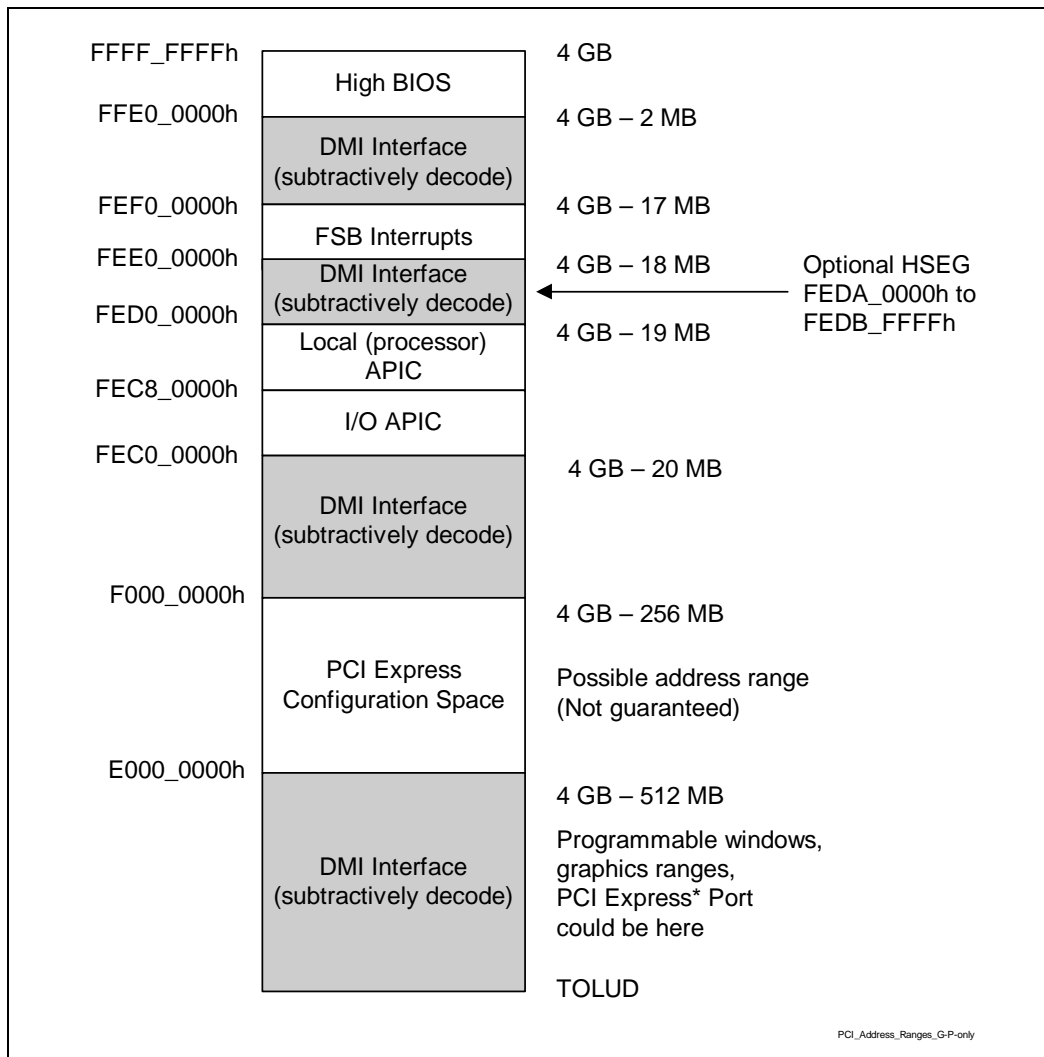 FFFF_FFFFh
4 GB
High BIOS
FFE0_0000h
4 GB – 2 MB
DMI Interface
(subtractively decode)
FEF0_0000h
4 GB – 17 MB
FSB Interrupts
FEE0_0000h
4 GB – 18 MB
DMI Interface
(subtractively decode)
Optional HSEG
FEDA_0000h to
FEDB_FFFFh
FED0_0000h
4 GB – 19 MB
Local (processor)
APIC
FEC8_0000h
I/O APIC
FEC0_0000h
4 GB – 20 MB
DMI Interface
(subtractively decode)
F000_0000h
4 GB – 256 MB
PCI Express
Configuration Space
Possible address range
(Not guaranteed)
E000_0000h
4 GB – 512 MB
DMI Interface
(subtractively decode)
Programmable windows,
graphics ranges,
PCI Express* Port
could be here
TOLUD
PCI_Address_Ranges_G-P-only